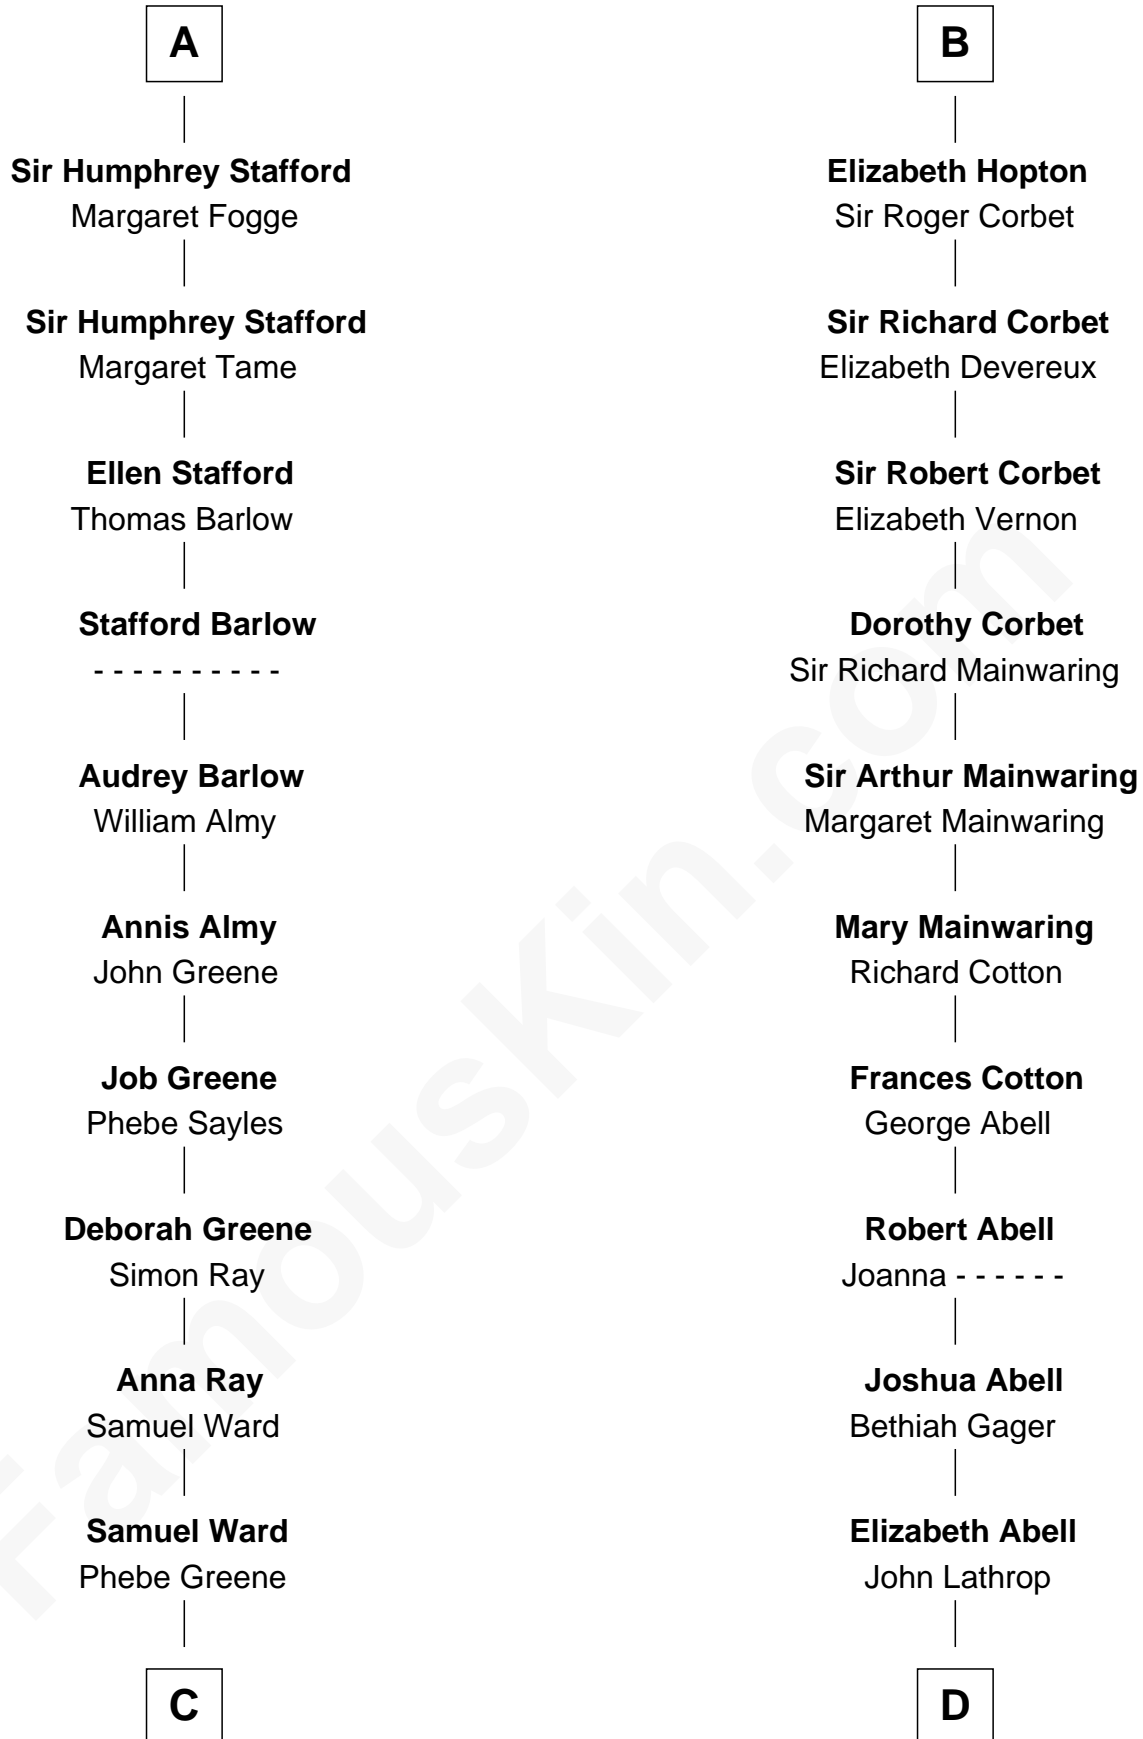 A
Sir Humphrey Stafford
Margaret Fogge
Sir Humphrey Stafford
Margaret Tame
Ellen Stafford
Thomas Barlow
Stafford Barlow
- - - - - - - - - -
Audrey Barlow
William Almy
Annis Almy
John Greene
Job Greene
Phebe Sayles
Deborah Greene
Simon Ray
Anna Ray
Samuel Ward
Samuel Ward
Phebe Greene
C
B
Elizabeth Hopton
Sir Roger Corbet
Sir Richard Corbet
Elizabeth Devereux
Sir Robert Corbet
Elizabeth Vernon
Dorothy Corbet
Sir Richard Mainwaring
Sir Arthur Mainwaring
Margaret Mainwaring
Mary Mainwaring
Richard Cotton
Frances Cotton
George Abell
Robert Abell
Joanna - - - - - -
Joshua Abell
Bethiah Gager
Elizabeth Abell
John Lathrop
D
FamousKin.com